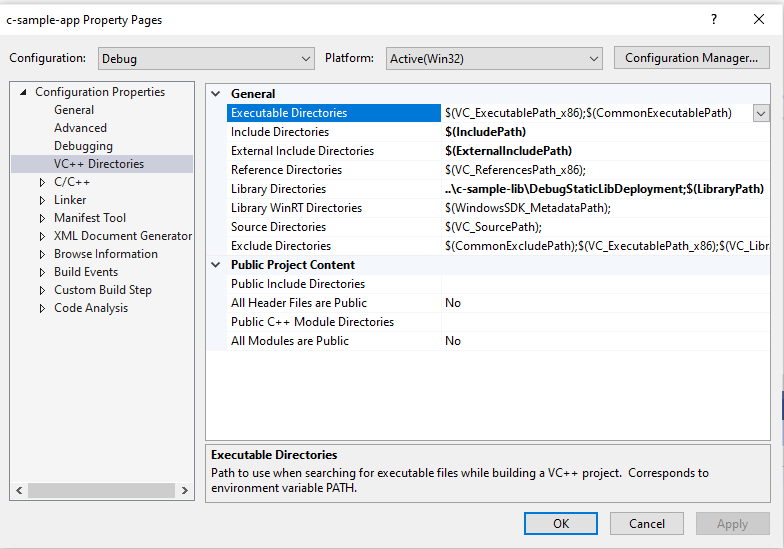 c-sample-app Property Pages ?
Configuration: Debug Platform: Active(Win32) Configuration Manager...
Configuration Properties
General
Advanced
Debugging
VC++ Directories
C/C++
Linker
Manifest Tool
XML Document Generator
Browse Information
Build Events
Custom Build Step
Code Analysis
General
Executable Directories $(VC_ExecutablePath_x86);$(CommonExecutablePath)
Include Directories $(IncludePath)
External Include Directories $(ExternalIncludePath)
Reference Directories $(VC_ReferencesPath_x86);
Library Directories ..\c-sample-lib\DebugStaticLibDeployment;$(LibraryPath)
Library WinRT Directories $(WindowsSDK_MetadataPath);
Source Directories $(VC_SourcePath);
Exclude Directories $(CommonExcludePath);$(VC_ExecutablePath_x86);$(VC_Libr
Public Project Content
Public Include Directories
All Header Files are Public No
Public C++ Module Directories
All Modules are Public No
Executable Directories
Path to use when searching for executable files while building a VC++ project. Corresponds to
environment variable PATH.
OK Cancel Apply